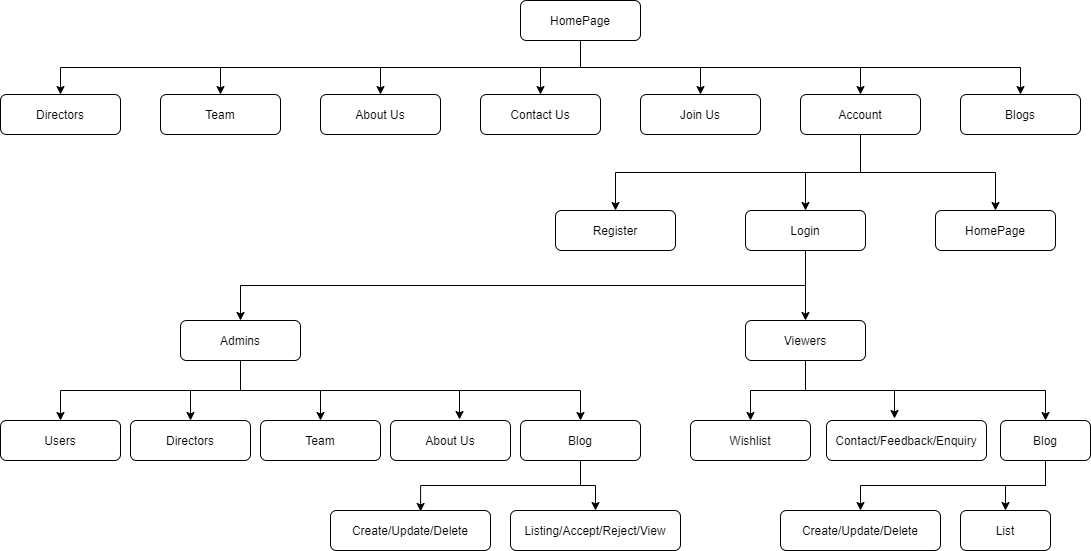 HomePage
Directors
Team
About Us
Contact Us
Join Us
Account
Blogs
Register
Login
HomePage
Admins
Viewers
Users
Directors
Team
About Us
Blog
Wishlist
Contact/Feedback/Enquiry
Blog
Create/Update/Delete
Listing/Accept/Reject/View
Create/Update/Delete
List